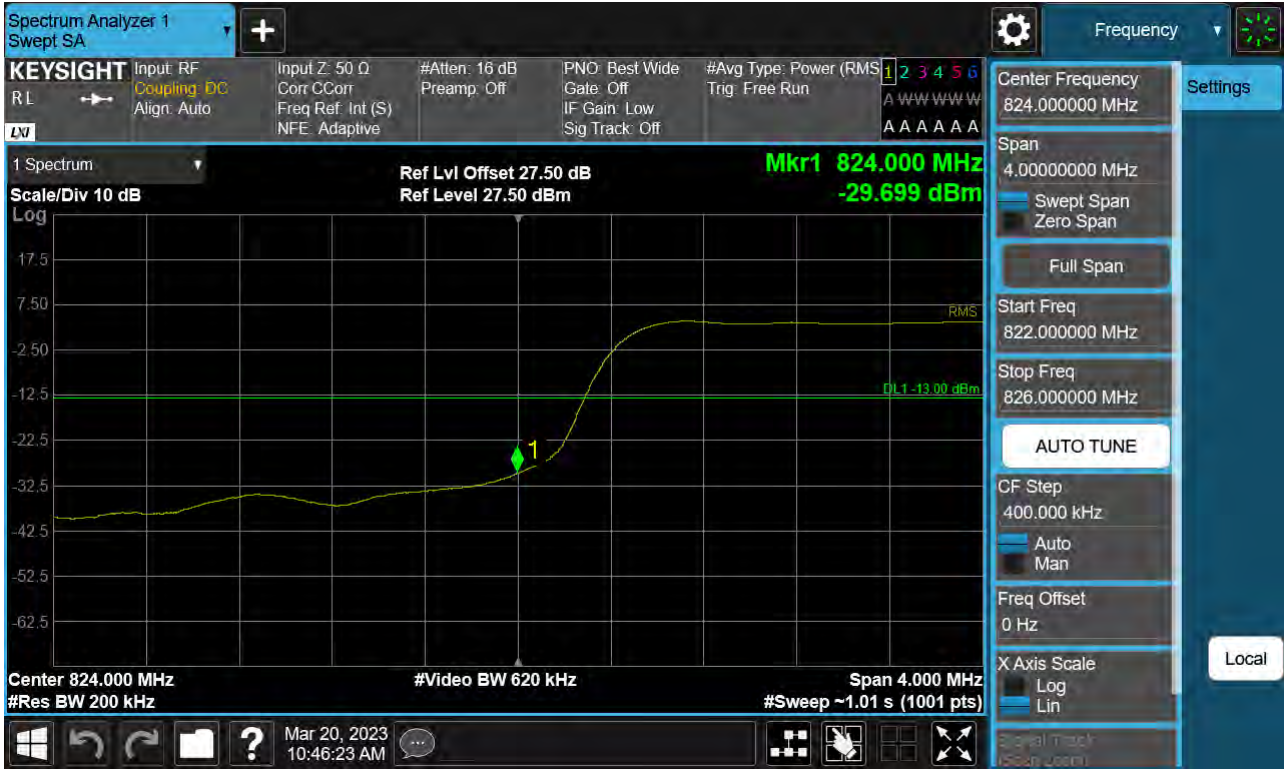 Spectrum Analyzer 1
Swept SA
Frequency
KEYSIGHT
R L
LXI
Input: RF
Coupling: DC
Align: Auto
Input Z: 50 Ω
Corr CCorr
Freq Ref: Int (S)
NFE: Adaptive
#Atten: 16 dB
Preamp: Off
PNO: Best Wide
Gate: Off
IF Gain: Low
Sig Track: Off
#Avg Type: Power (RMS
Trig: Free Run
1 2 3 4 5 6
A W W W W W
A A A A A A
1 Spectrum
Scale/Div 10 dB
Log
Ref Lvl Offset 27.50 dB
Ref Level 27.50 dBm
Mkr1 824.000 MHz
-29.699 dBm
17.5
7.50
-2.50
-12.5
-22.5
-32.5
-42.5
-52.5
-62.5
RMS
DL1 -13.00 dBm
1
Center 824.000 MHz
#Res BW 200 kHz
#Video BW 620 kHz
Span 4.000 MHz
#Sweep ~1.01 s (1001 pts)
Center Frequency
824.000000 MHz
Span
4.00000000 MHz
Swept Span
Zero Span
Full Span
Start Freq
822.000000 MHz
Stop Freq
826.000000 MHz
AUTO TUNE
CF Step
400.000 kHz
Auto
Man
Freq Offset
0 Hz
X Axis Scale
Log
Lin
Signal Track
(Span Zoom)
Settings
Local
?
Mar 20, 2023
10:46:23 AM